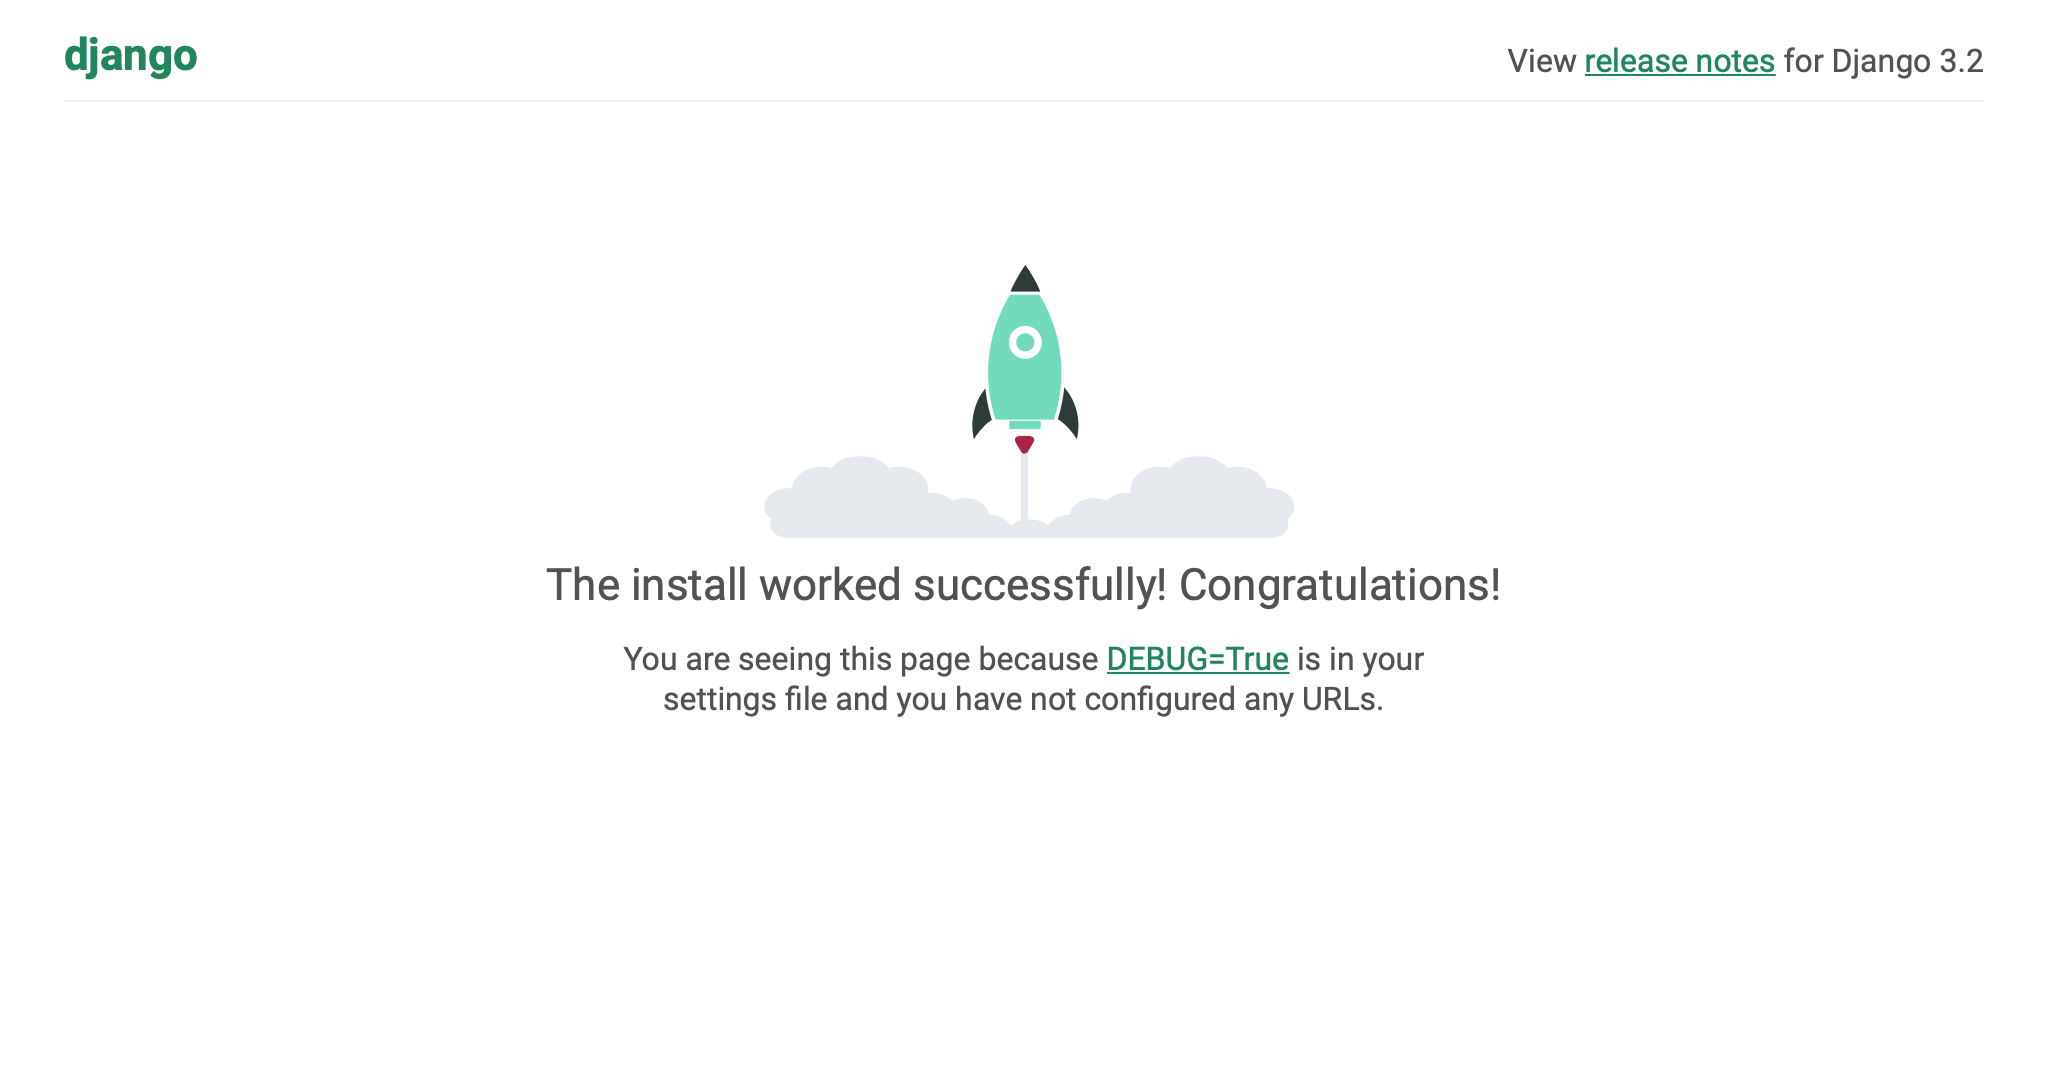 django
View release notes for Django 3.2
The install worked successfully! Congratulations!
You are seeing this page because DEBUG=True is in your
settings file and you have not configured any URLs.